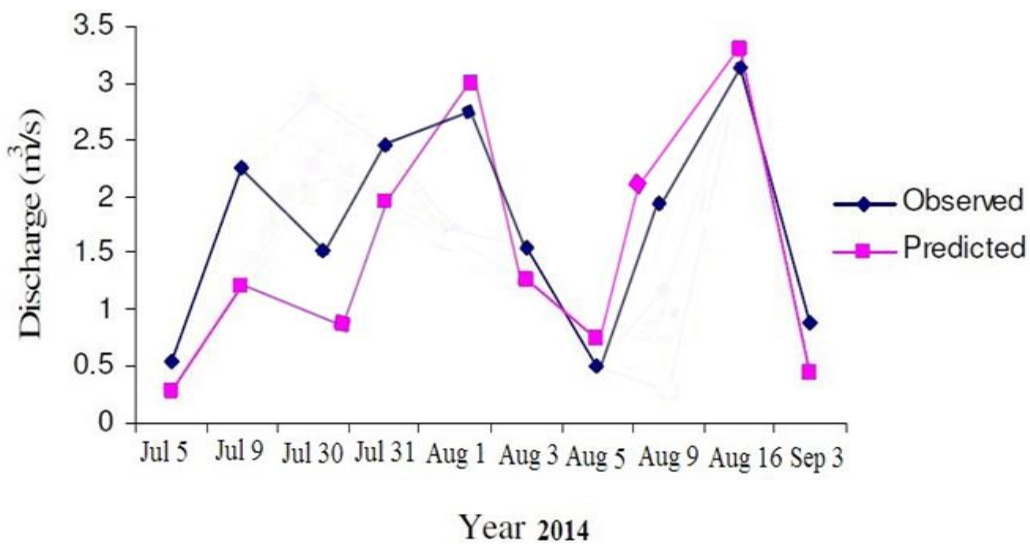 3.5
3
2.5
2
1.5
1
0.5
0
Discharge (m³/s)
Jul 5 Jul 9 Jul 30 Jul 31 Aug 1 Aug 3 Aug 5 Aug 9 Aug 16 Sep 3
Year 2014
Observed
Predicted